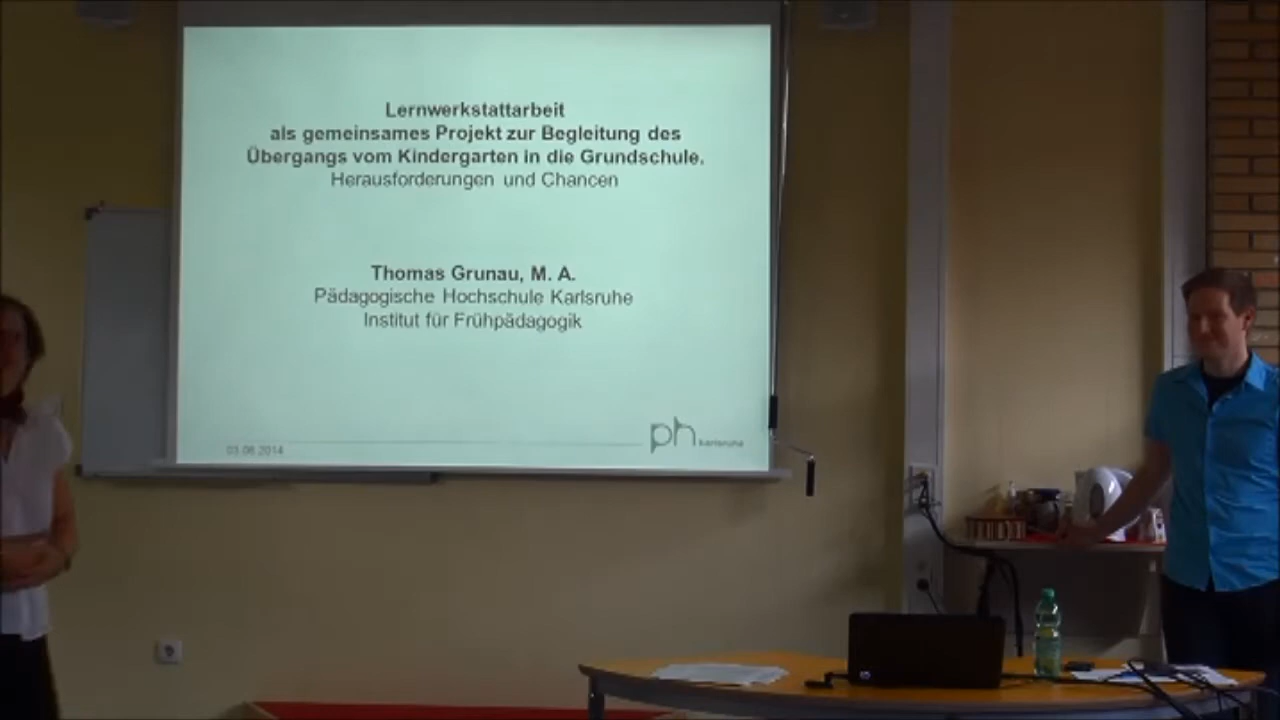 Lernwerkstattarbeit
als gemeinsames Projekt zur Begleitung des
Übergangs vom Kindergarten in die Grundschule.
Herausforderungen und Chancen
Thomas Grunau, M. A.
Pädagogische Hochschule Karlsruhe
Institut für Frühpädagogik
03.06.2014
ph karlsruhe